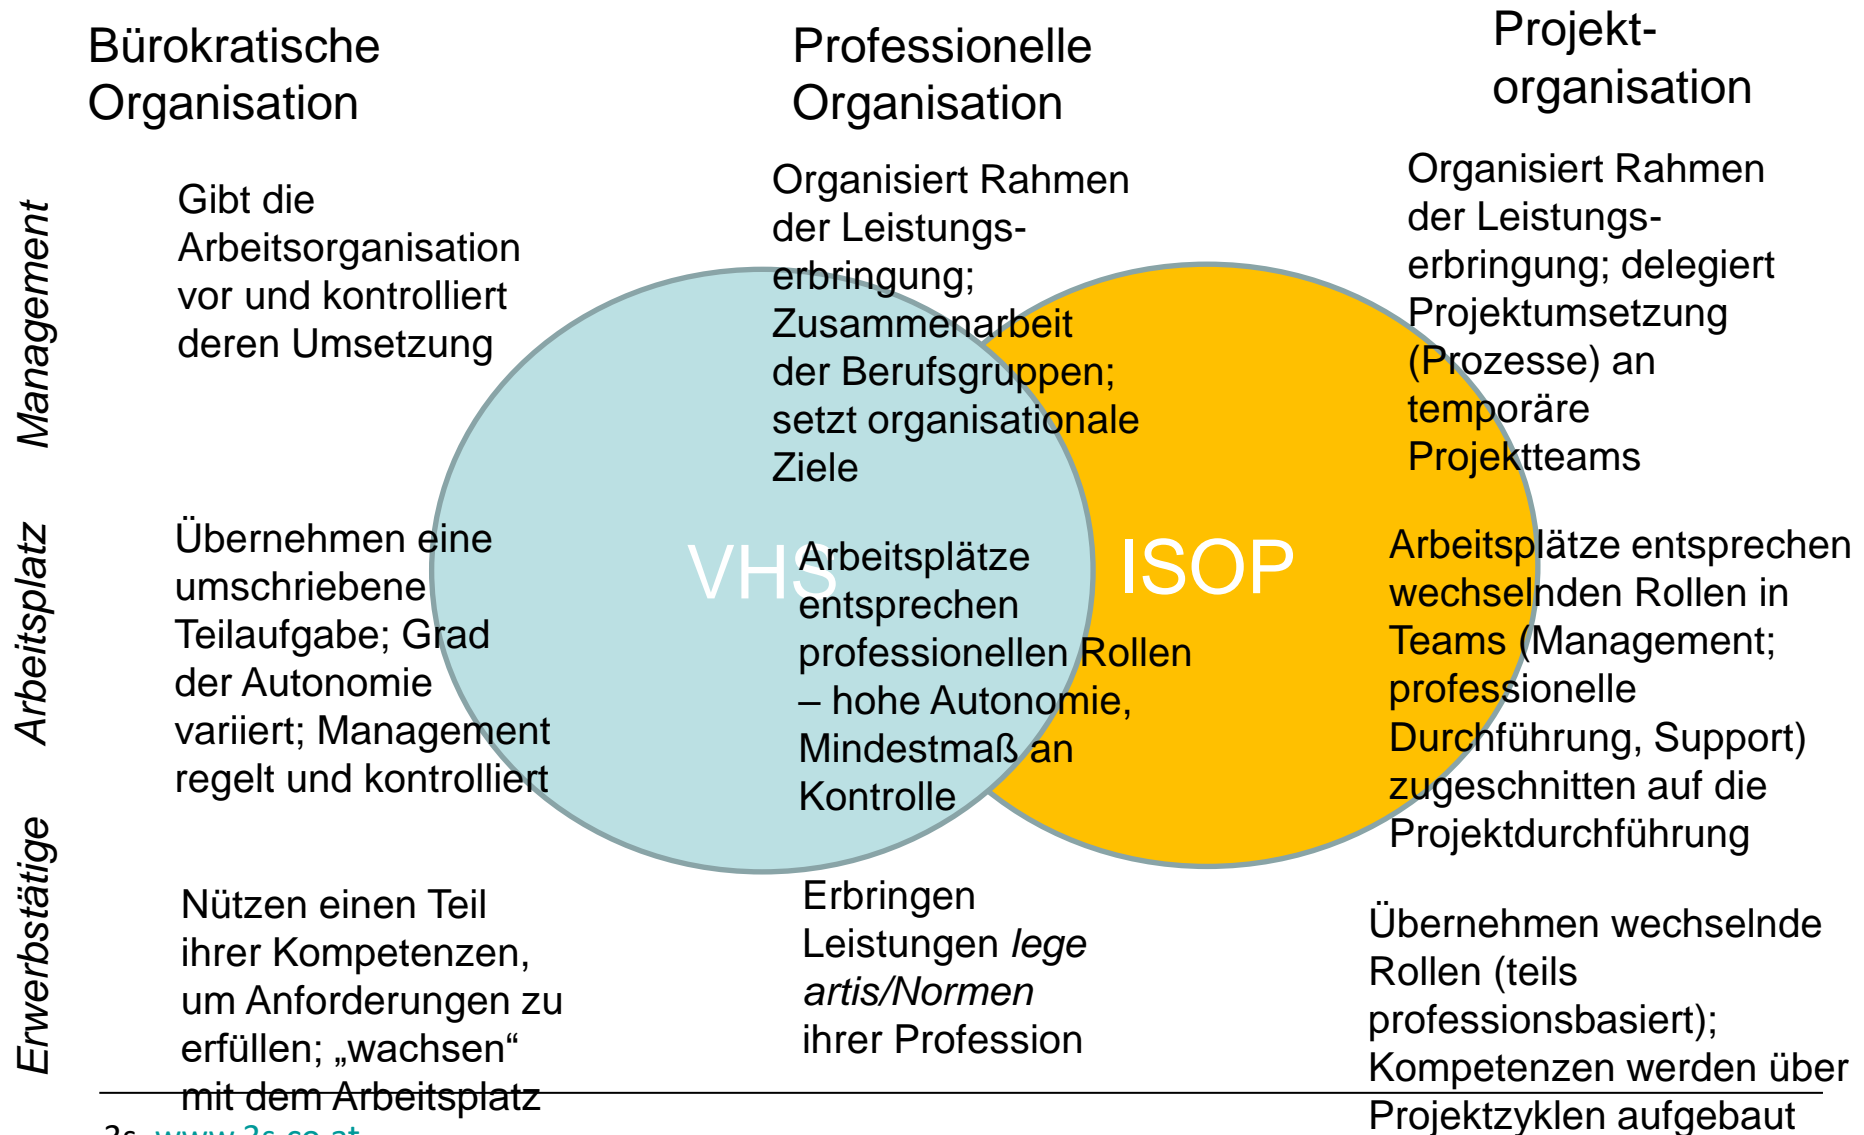 Bürokratische
Organisation
Professionelle
Organisation
Projekt-
organisation
Management
Gibt die
Arbeitsorganisation
vor und kontrolliert
deren Umsetzung
Organisiert Rahmen
der Leistungs-
erbringung;
Zusammenarbeit
der Berufsgruppen;
setzt organisationale
Ziele
Organisiert Rahmen
der Leistungs-
erbringung; delegiert
Projektumsetzung
(Prozesse) an
temporäre
Projektteams
Arbeitsplatz
Übernehmen eine
umschriebene
Teilaufgabe; Grad
der Autonomie
variiert; Management
regelt und kontrolliert
VHS
Arbeitsplätze
entsprechen
professionellen Rollen
– hohe Autonomie,
Mindestmaß an
Kontrolle
ISOP
Arbeitsplätze entsprechen
wechselnden Rollen in
Teams (Management;
professionelle
Durchführung, Support)
zugeschnitten auf die
Projektdurchführung
Erwerbstätige
Nützen einen Teil
ihrer Kompetenzen,
um Anforderungen zu
erfüllen; „wachsen“
mit dem Arbeitsplatz
Erbringen
Leistungen lege
artis/Normen
ihrer Profession
Übernehmen wechselnde
Rollen (teils
professionsbasiert);
Kompetenzen werden über
Projektzyklen aufgebaut
www.3s.co.at